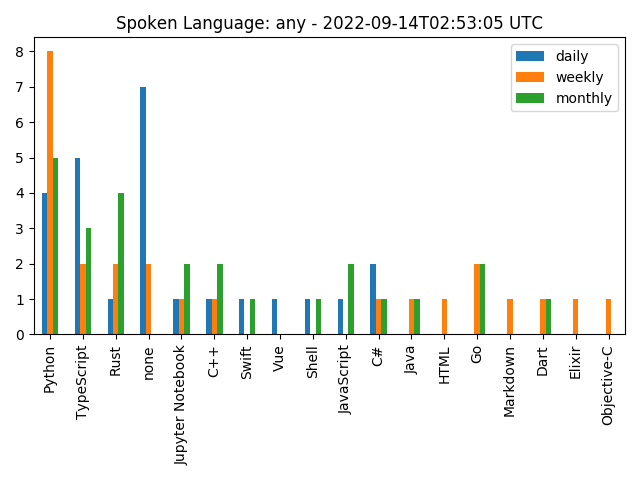 Spoken Language: any - 2022-09-14T02:53:05 UTC
daily
weekly
monthly
8
7
6
5
4
3
2
1
0
Python
TypeScript
Rust
none
Jupyter Notebook
C++
Swift
Vue
Shell
JavaScript
C#
Java
HTML
Go
Markdown
Dart
Elixir
Objective-C